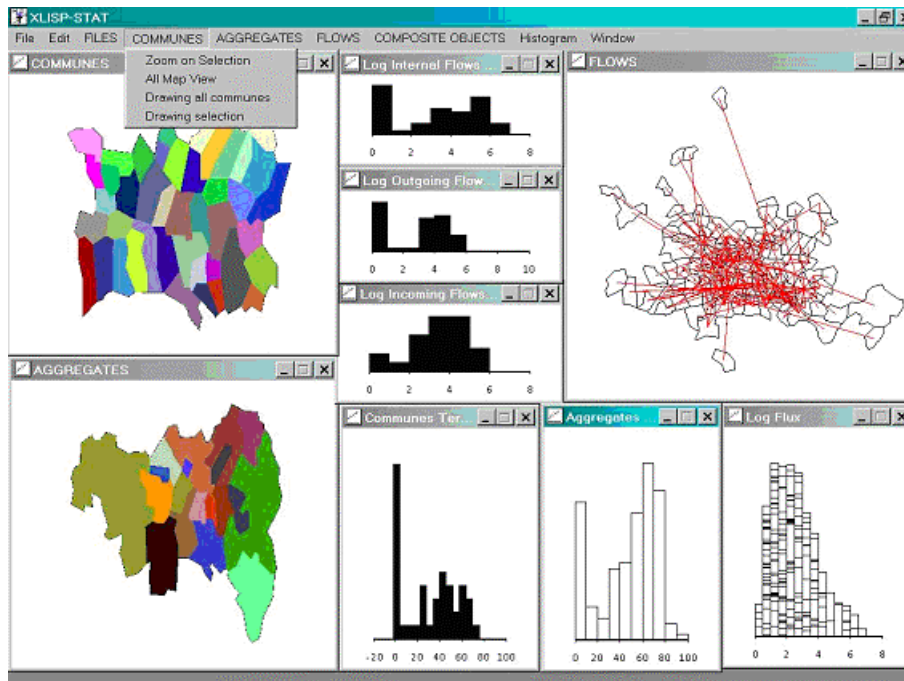 XLISP-STAT
File Edit FILES COMMUNES AGGREGATES FLOWS COMPOSITE OBJECTS Histogram Window
Zoom on Selection
All Map View
Drawing all communes
Drawing selection
COMMUNES
Log Internal Flows ...
0 2 4 6 8
Log Outgoing Flow...
0 2 4 6 8 10
Log Incoming Flows...
0 2 4 6 8
FLOWS
AGGREGATES
Communes Ter...
-20 0 20 40 60 80 100
Aggregates
0 20 40 60 80 100
Log Flux
0 2 4 6 8